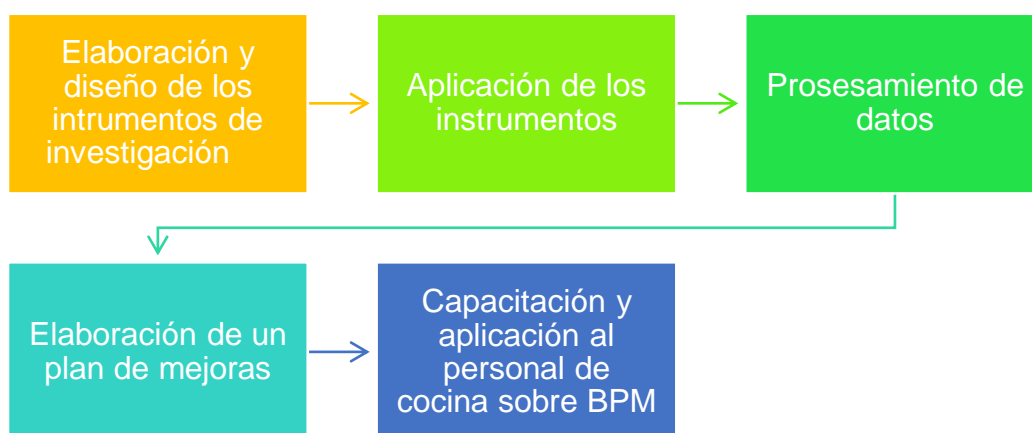 Elaboración y
diseño de los
intrumentos de
investigación
Aplicación de los
instrumentos
Prosesamiento de
datos
Elaboración de un
plan de mejoras
Capacitación y
aplicación al
personal de
cocina sobre BPM